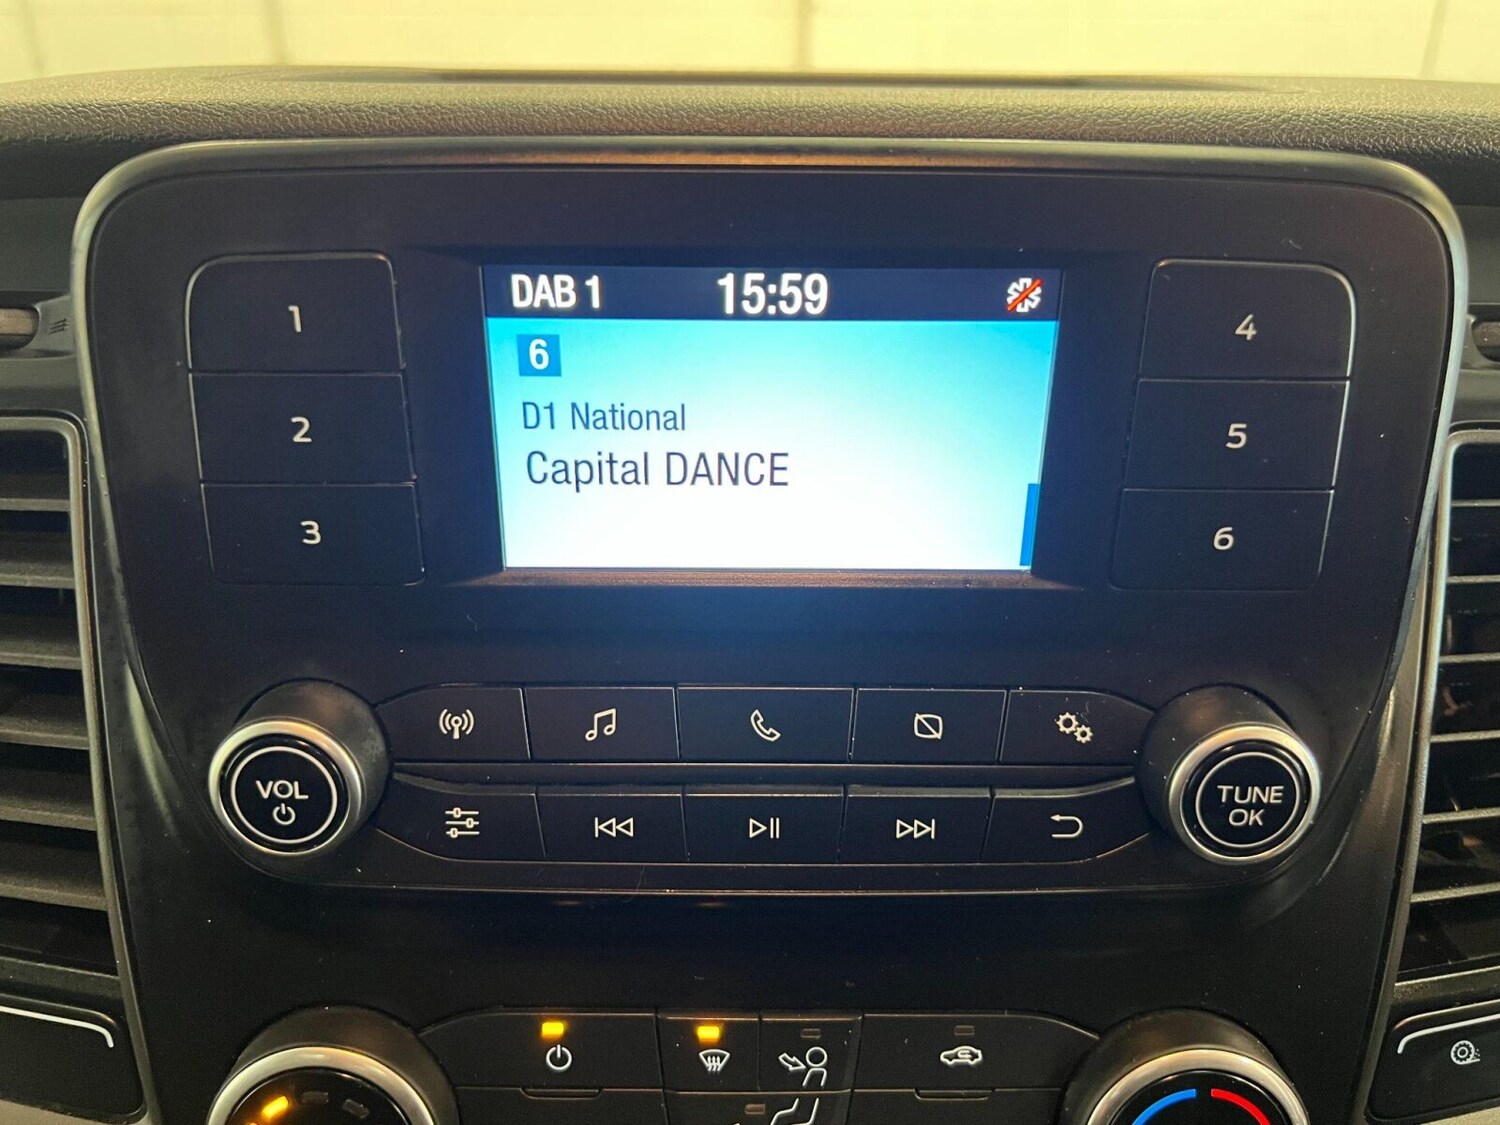 DAB 1 15:59
6
D1 National
Capital DANCE
1
2
3
4
5
6
VOL
TUNE
OK